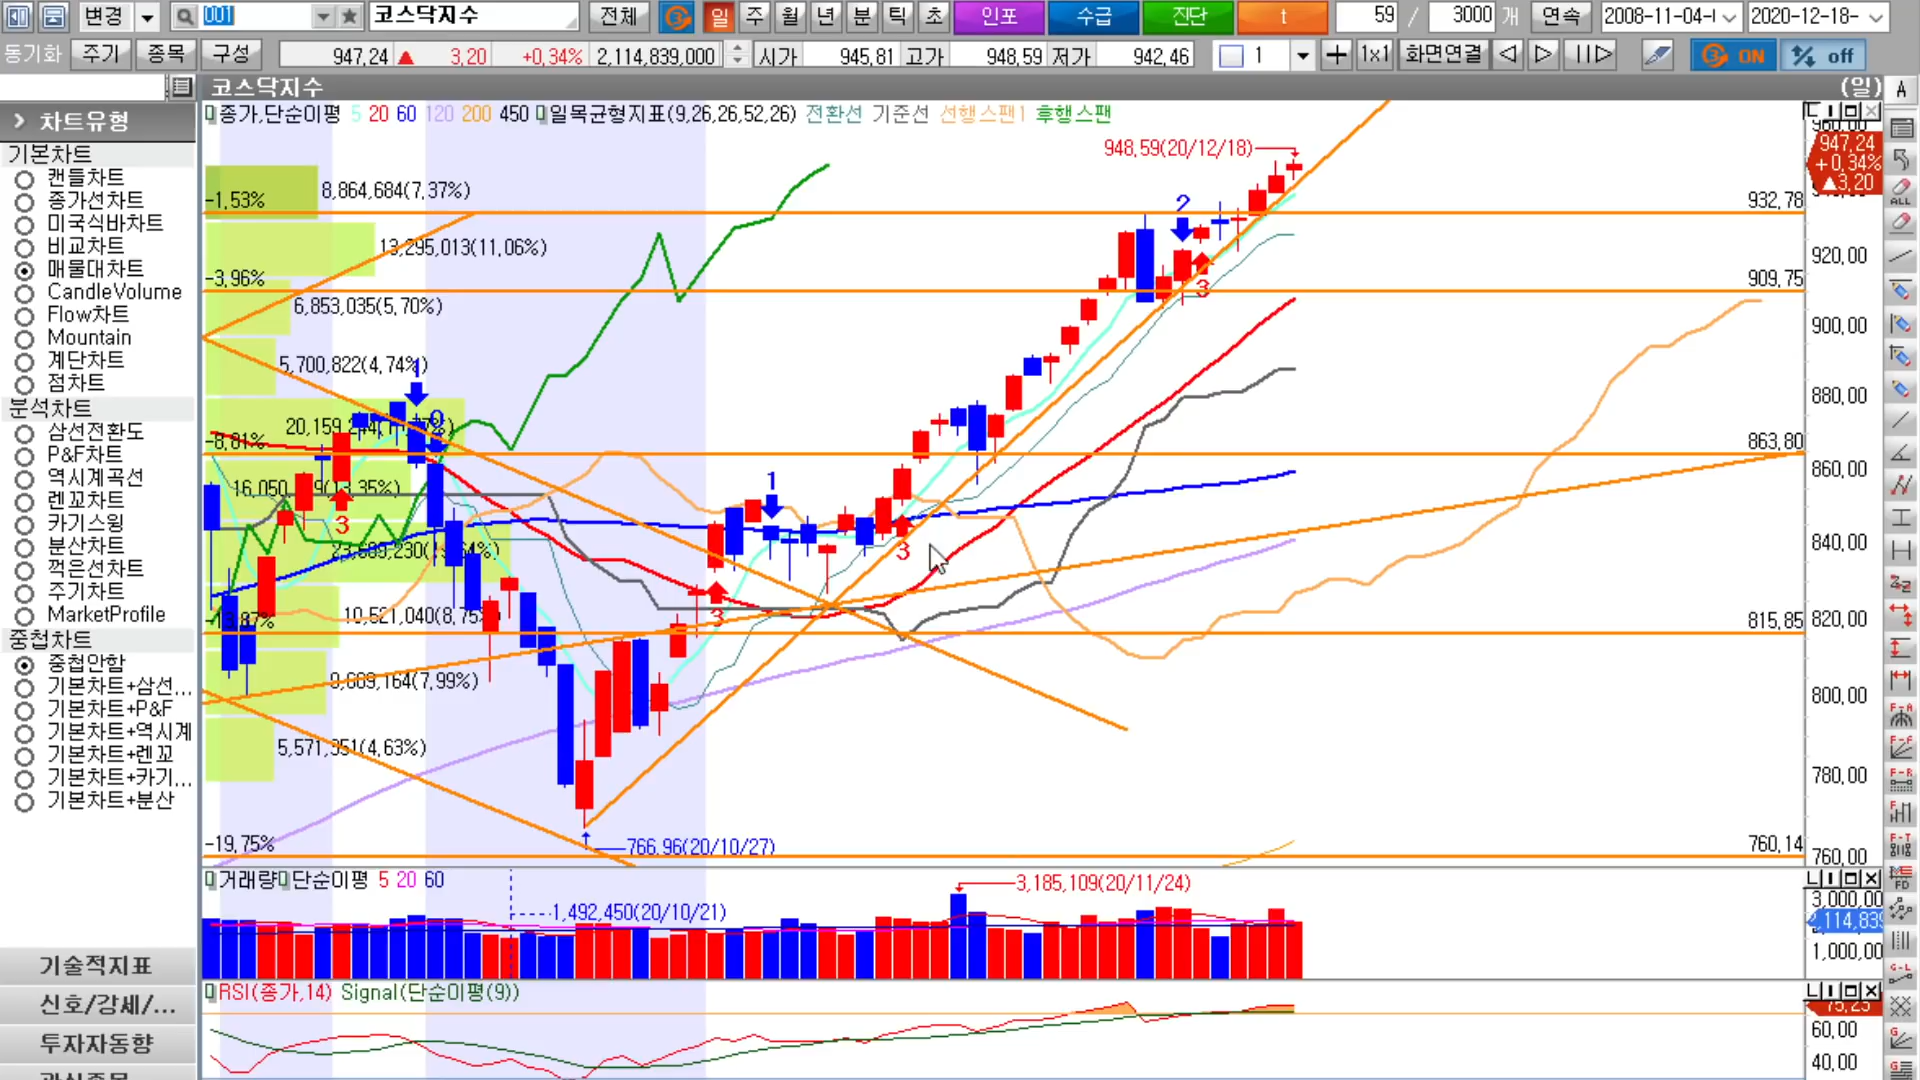 변경 001 코스닥지수 전체 일 주 월 년 분 틱 초 인포 수급 진단 t 59 / 3000 개 연속 2008-11-04 2020-12-18
동기화 주기 종목 구성 947,24 ▲ 3,20 +0,34% 2,114,839,000 시가 945,81 고가 948,59 저가 942,46 1 1x1 화면연결 ON off
코스닥지수 (일) A
차트유형
기본차트
캔들차트
종가선차트
미국식바차트
비교차트
매물대차트
CandleVolume
Flow차트
Mountain
계단차트
점차트
분석차트
삼선전환도
P&F차트
역시계곡선
렌꼬차트
카기스윙
분산차트
꺽은선차트
주기차트
MarketProfile
중첩차트
중첩안함
기본차트+삼선...
기본차트+P&F
기본차트+역시계
기본차트+렌꼬
기본차트+카기...
기본차트+분산
기술적지표
신호/강세/...
투자자동향
종가,단순이평 5 20 60 120 200 450 일목균형지표(9,26,26,52,26) 전환선 기준선 선행스팬1 후행스팬
948,59(20/12/18)
8,864,684(7,37%)
-1,53%
13,295,013(11,06%)
-3,96%
6,853,035(5,70%)
5,700,822(4,74%)
-8,81%
-13,87%
5,571,351(4,63%)
-19,75%
766,96(20/10/27)
1
0
3
3
1
3
2
3
960,00
947,24
+0,34%
▲3,20
932,78
920,00
909,75
900,00
880,00
863,80
860,00
840,00
815,85
820,00
800,00
780,00
760,14
760,00
거래량 단순이평 5 20 60
1,492,450(20/10/21)
3,185,109(20/11/24)
3,000,00
2,114,839
1,000,00
RSI(종가,14) Signal(단순이평(9))
75,23
60,00
40,00
ALL
F-A
F-F
F-R
F-T
FD
G-L